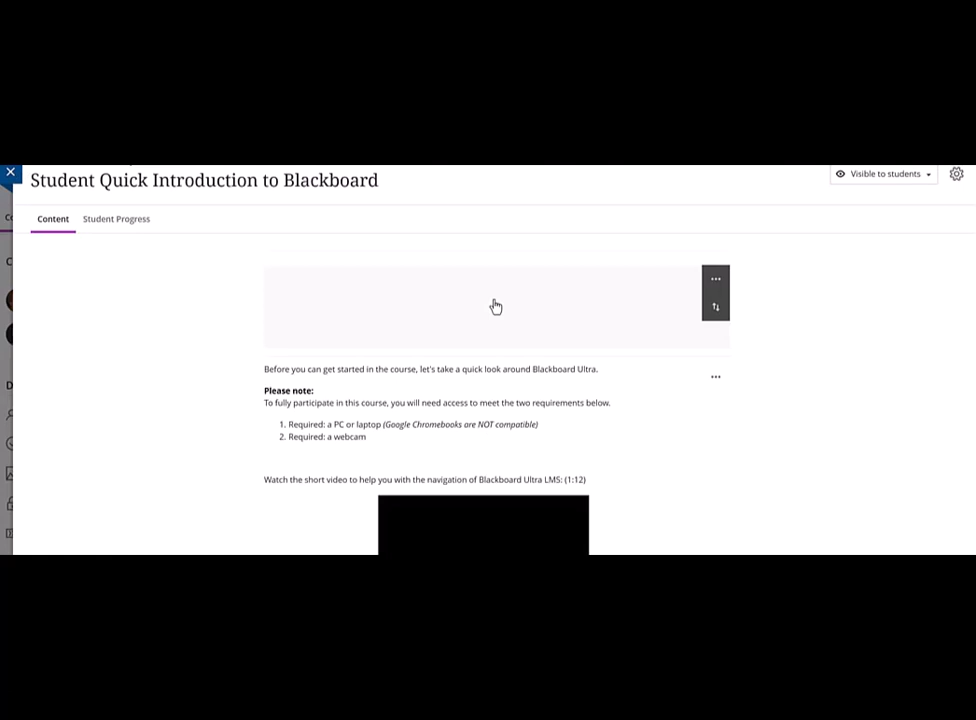 Student Quick Introduction to Blackboard
Visible to students
Content Student Progress
Before you can get started in the course, let's take a quick look around Blackboard Ultra.
Please note:
To fully participate in this course, you will need access to meet the two requirements below.
1. Required: a PC or laptop (Google Chromebooks are NOT compatible)
2. Required: a webcam
Watch the short video to help you with the navigation of Blackboard Ultra LMS: (1:12)